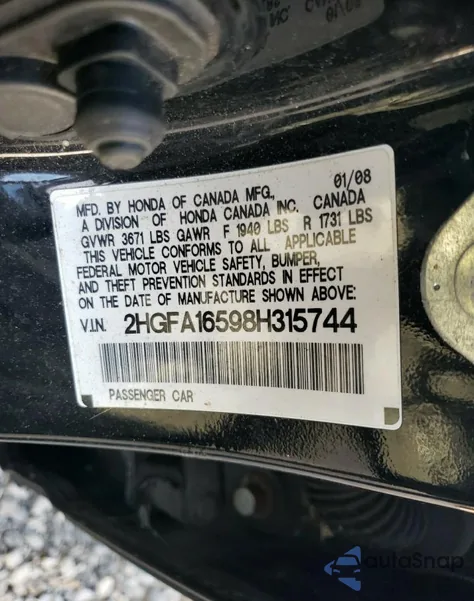 01/08
MFD. BY HONDA OF CANADA MFG.,
A DIVISION OF HONDA CANADA INC, CANADA
GVWR 3671 LBS GAWR F 1940 LBS R 1731 LBS
THIS VEHICLE CONFORMS TO ALL APPLICABLE
FEDERAL MOTOR VEHICLE SAFETY, BUMPER,
AND THEFT PREVENTION STANDARDS IN EFFECT
ON THE DATE OF MANUFACTURE SHOWN ABOVE:
V.I.N. 2HGFA16598H315744
PASSENGER CAR
autoSnap